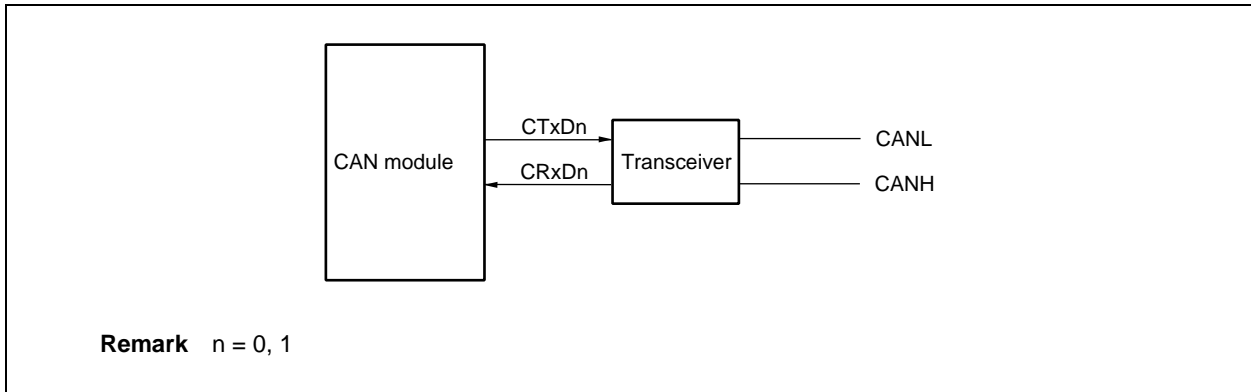 CTxDn
CANL
CAN module
Transceiver
CRxDn
CANH
Remark n = 0, 1